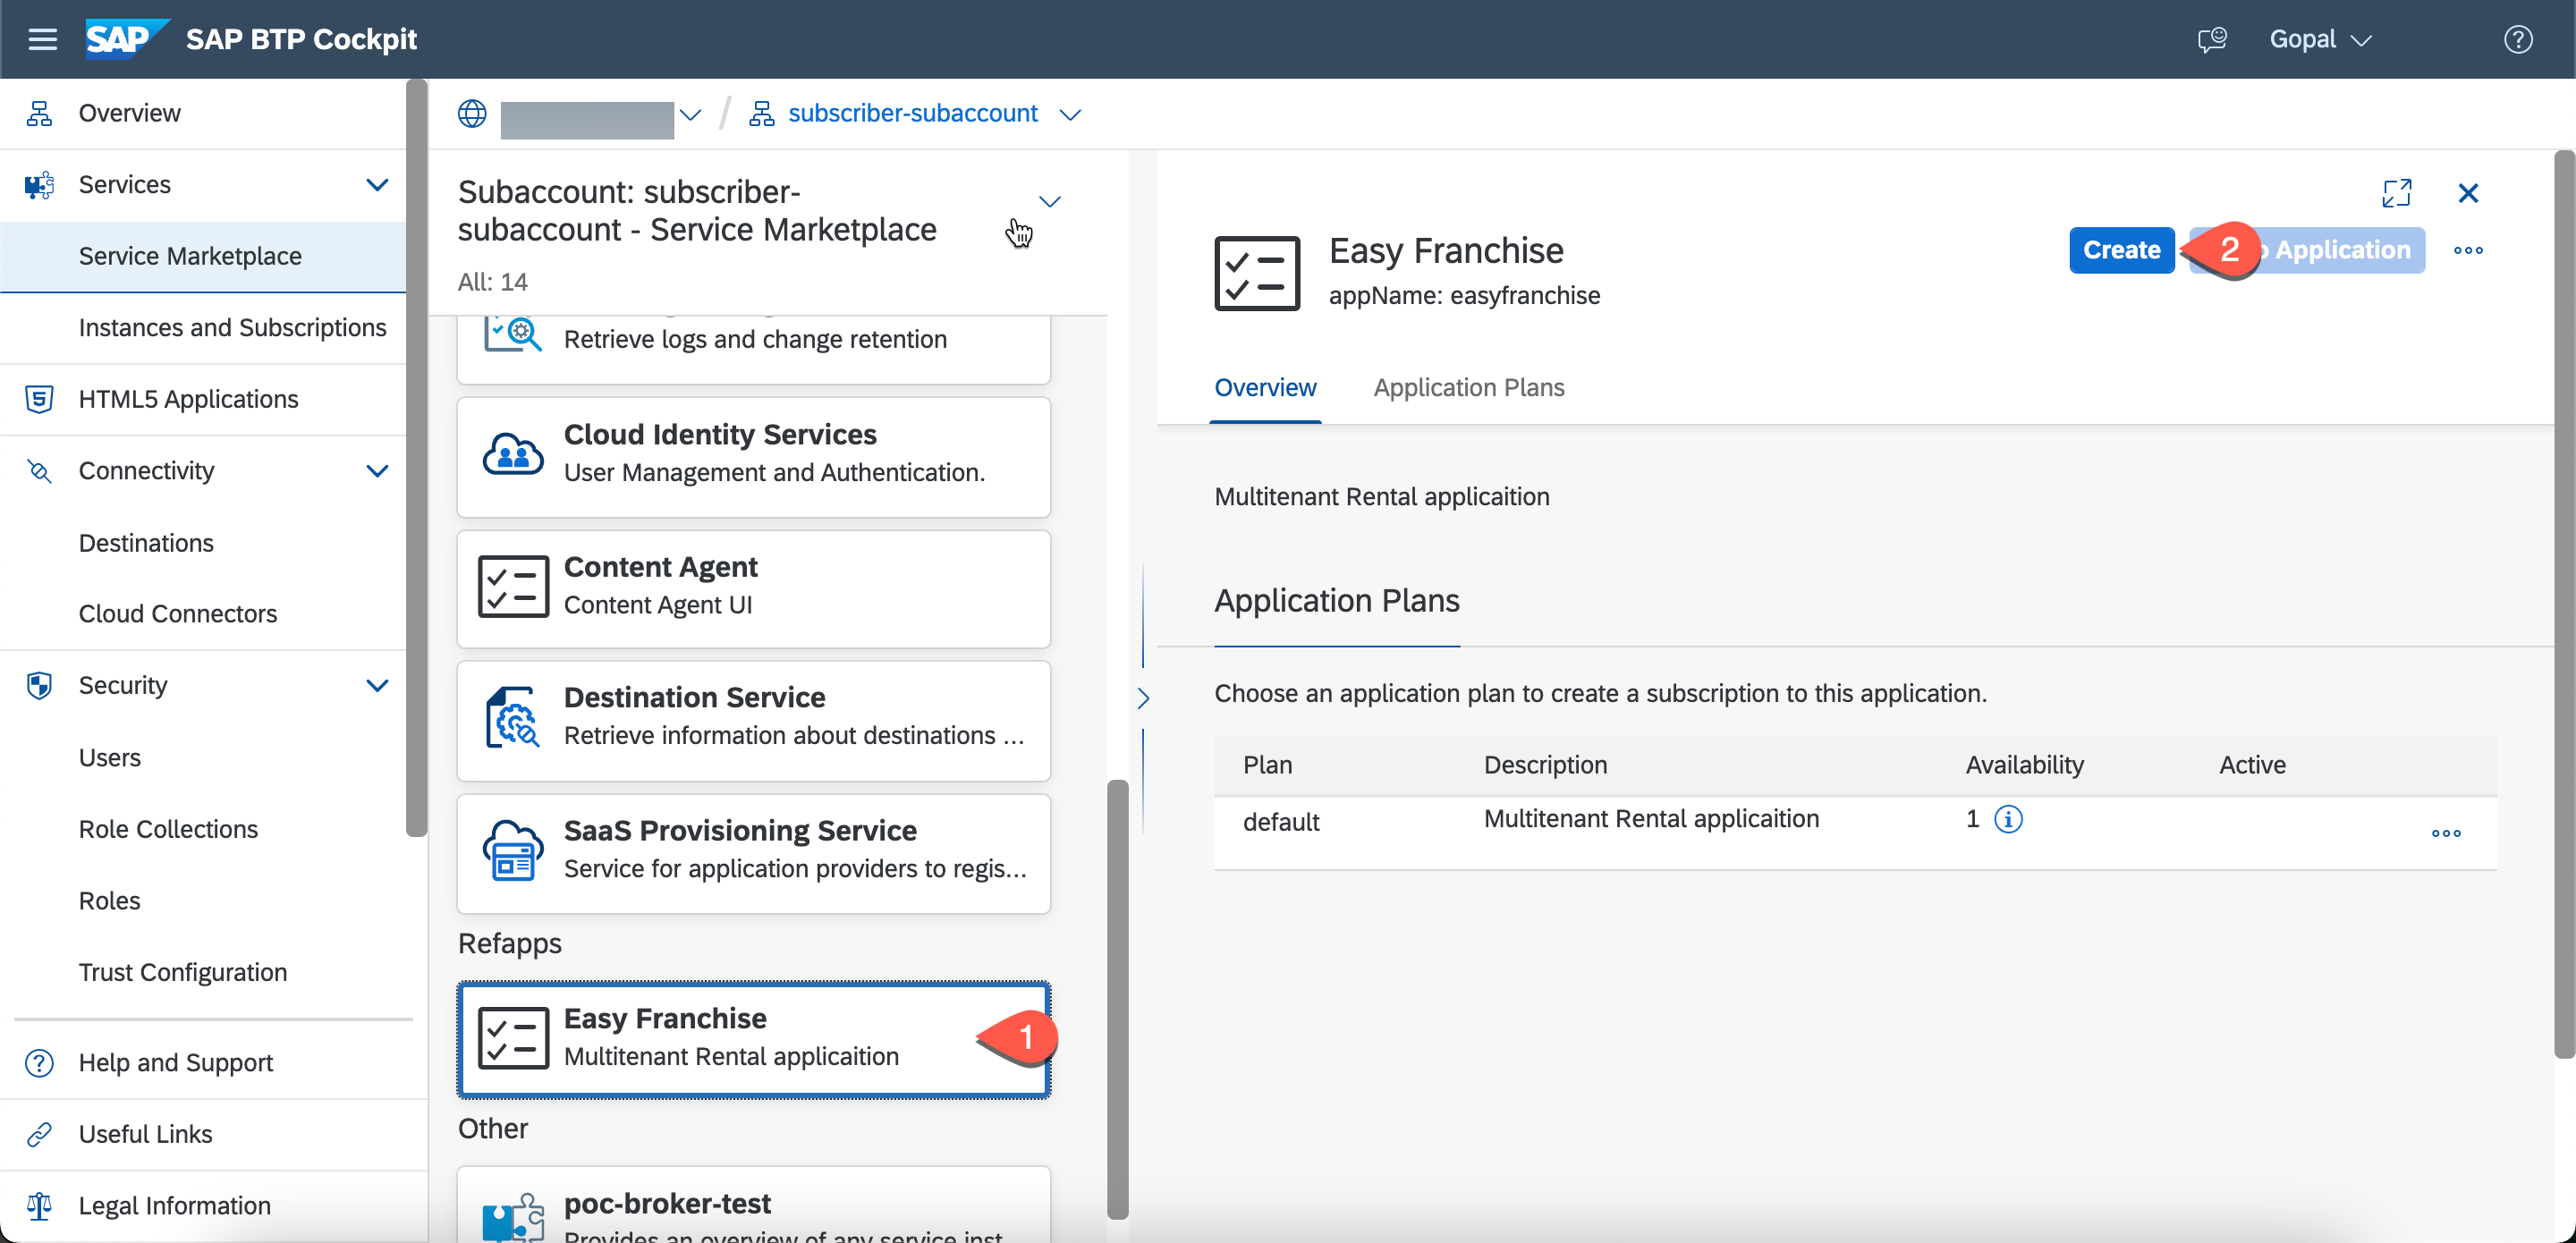 SAP SAP BTP Cockpit
Gopal
Overview
Services
Service Marketplace
Instances and Subscriptions
HTML5 Applications
Connectivity
Destinations
Cloud Connectors
Security
Users
Role Collections
Roles
Trust Configuration
Help and Support
Useful Links
Legal Information
subscriber-subaccount
Subaccount: subscriber-
subaccount - Service Marketplace
All: 14
Retrieve logs and change retention
Cloud Identity Services
User Management and Authentication.
Content Agent
Content Agent UI
Destination Service
Retrieve information about destinations ...
SaaS Provisioning Service
Service for application providers to regis...
Refapps
Easy Franchise
Multitenant Rental applicaition
1
Other
poc-broker-test
Provides an overview of any service inst
Easy Franchise
appName: easyfranchise
Create
2
Application
Overview
Application Plans
Multitenant Rental applicaition
Application Plans
Choose an application plan to create a subscription to this application.
Plan Description Availability Active
default Multitenant Rental applicaition 1